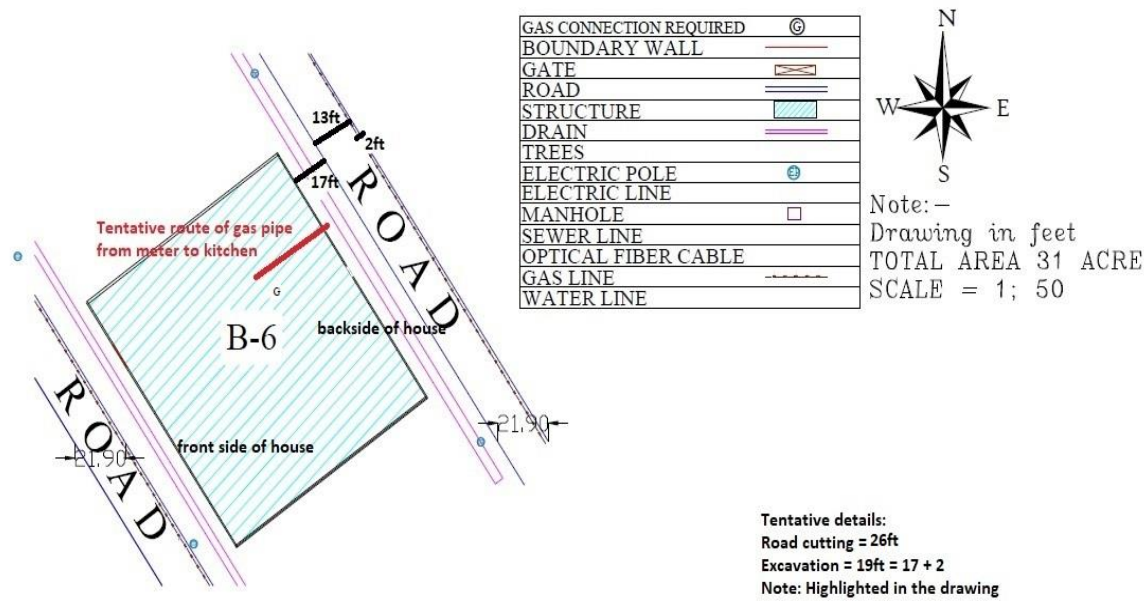 GAS CONNECTION REQUIRED G
BOUNDARY WALL
GATE
ROAD
STRUCTURE
DRAIN
TREES
ELECTRIC POLE
ELECTRIC LINE
MANHOLE
SEWER LINE
OPTICAL FIBER CABLE
GAS LINE
WATER LINE
N
W E
S
Note:-
Drawing in feet
TOTAL AREA 31 ACRE
SCALE = 1; 50
13ft
2ft
17ft
ROAD
Tentative route of gas pipe
from meter to kitchen
G
B-6
backside of house
front side of house
ROAD
21.90
21.90
Tentative details:
Road cutting = 26ft
Excavation = 19ft = 17 + 2
Note: Highlighted in the drawing